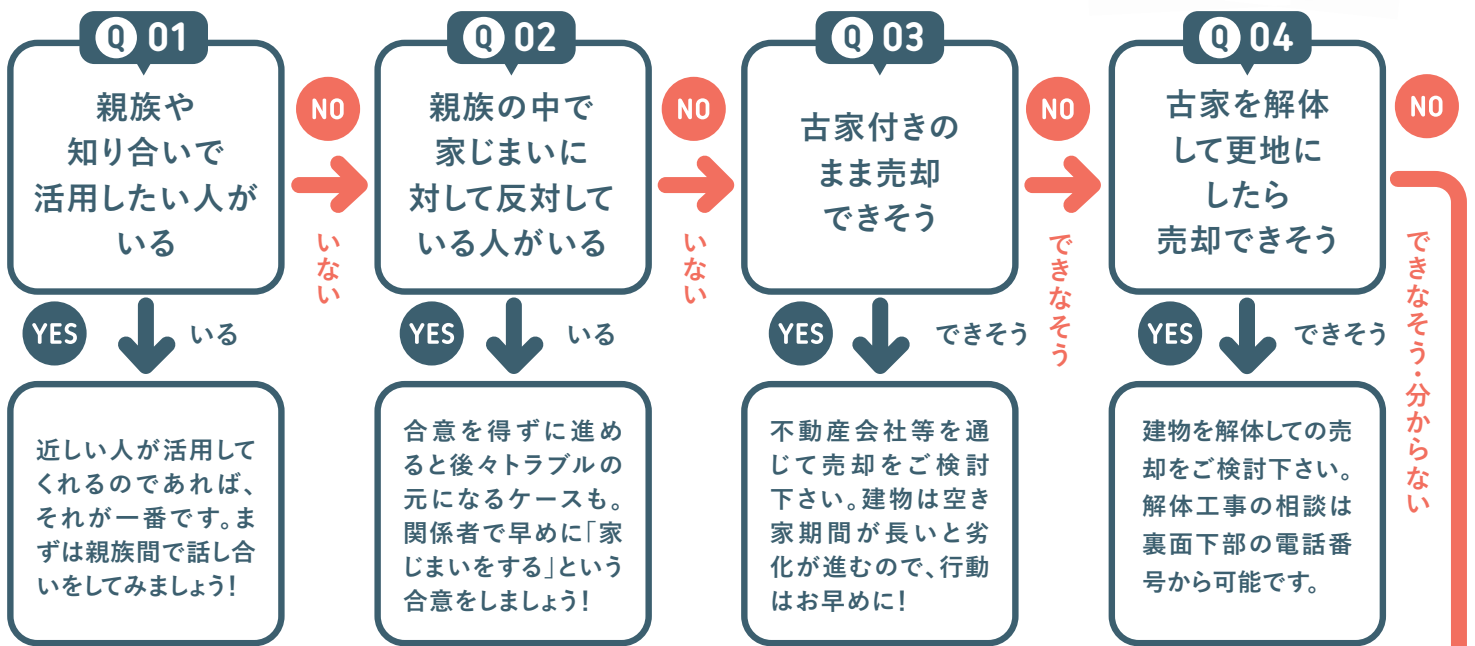 Q 01
親族や
知り合いで
活用したい人が
いる
NO
いない
YES
いる
近しい人が活用して
くれるのであれば、
それが一番です。ま
ずは親族間で話し合
いをしてみましょう！
Q 02
親族の中で
家じまいに
対して反対して
いる人がいる
NO
いない
YES
いる
合意を得ずに進め
ると後々トラブルの
元になるケースも。
関係者で早めに「家
じまいをする」という
合意をしましょう！
Q 03
古家付きの
まま売却
できそう
NO
できなそう
YES
できそう
不動産会社等を通
じて売却をご検討
下さい。建物は空き
家期間が長いと劣
化が進むので、行動
はお早めに！
Q 04
古家を解体
して更地に
したら
売却できそう
NO
できなそう・分からない
YES
できそう
建物を解体しての売
却をご検討下さい。
解体工事の相談は
裏面下部の電話番
号から可能です。